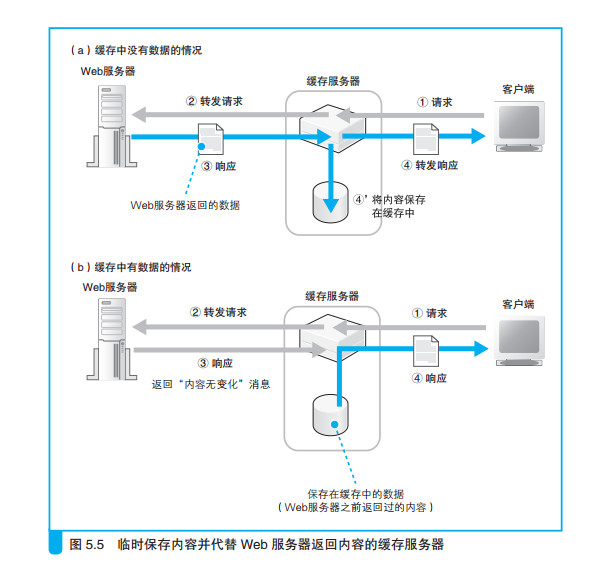 （a）缓存中没有数据的情况
Web服务器
缓存服务器
客户端
② 转发请求
① 请求
③ 响应
④ 转发响应
Web服务器返回的数据
④’将内容保存
在缓存中
（b）缓存中有数据的情况
Web服务器
缓存服务器
客户端
② 转发请求
① 请求
③ 响应
返回“内容无变化”消息
④ 响应
保存在缓存中的数据
（Web服务器之前返回过的内容）
图 5.5 临时保存内容并代替 Web 服务器返回内容的缓存服务器